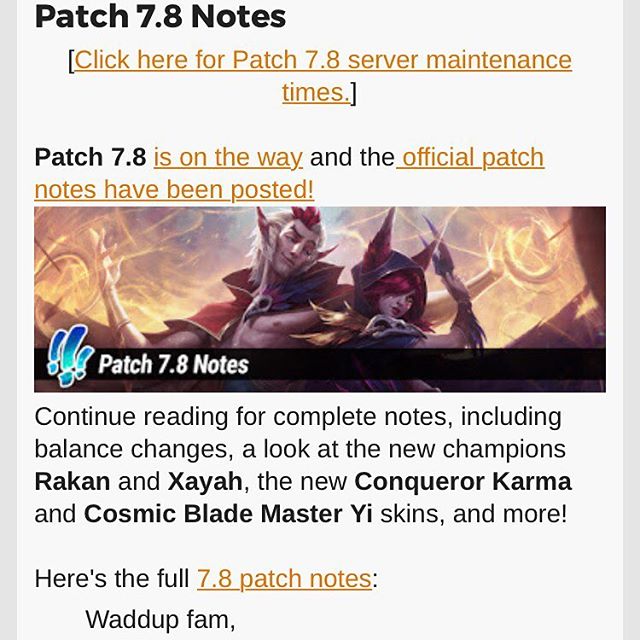 Patch 7.8 Notes
[Click here for Patch 7.8 server maintenance
times.]
Patch 7.8 is on the way and the official patch
notes have been posted!
Patch 7.8 Notes
Continue reading for complete notes, including
balance changes, a look at the new champions
Rakan and Xayah, the new Conqueror Karma
and Cosmic Blade Master Yi skins, and more!
Here's the full 7.8 patch notes:
Waddup fam,